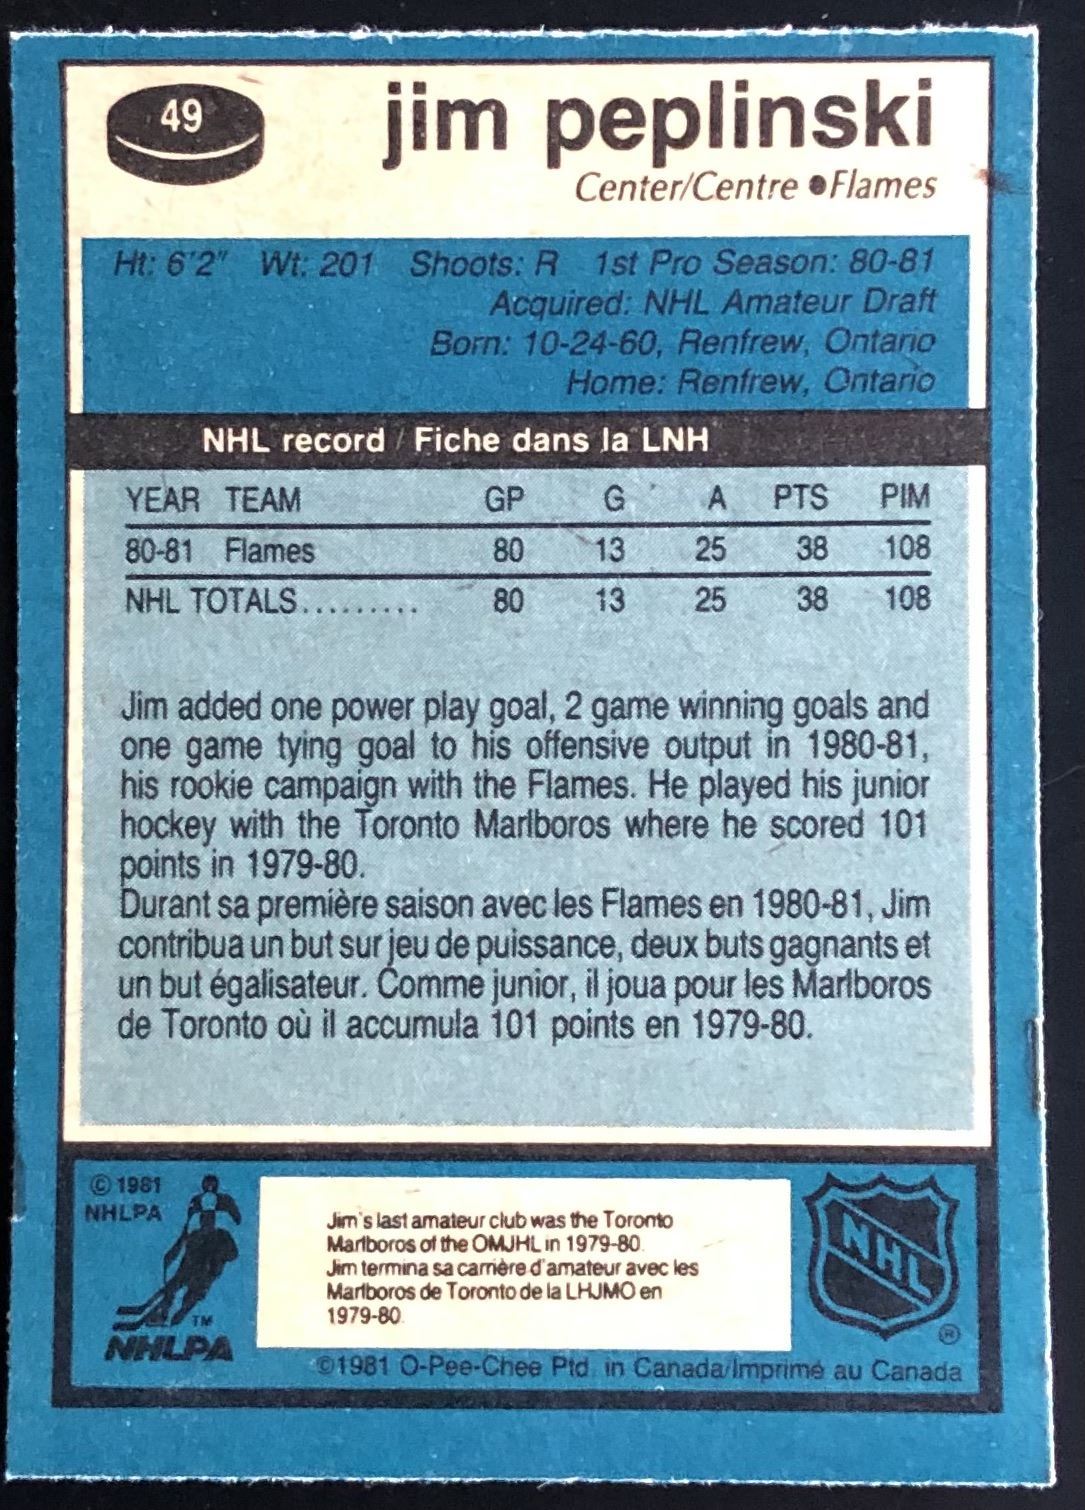 49
jim peplinski
Center/Centre ● Flames
Ht: 6'2" Wt: 201 Shoots: R 1st Pro Season: 80-81
Acquired: NHL Amateur Draft
Born: 10-24-60, Renfrew, Ontario
Home: Renfrew, Ontario
NHL record / Fiche dans la LNH
YEAR TEAM GP G A PTS PIM
80-81 Flames 80 13 25 38 108
NHL TOTALS......... 80 13 25 38 108
Jim added one power play goal, 2 game winning goals and
one game tying goal to his offensive output in 1980-81,
his rookie campaign with the Flames. He played his junior
hockey with the Toronto Marlboros where he scored 101
points in 1979-80.
Durant sa première saison avec les Flames en 1980-81, Jim
contribua un but sur jeu de puissance, deux buts gagnants et
un but égalisateur. Comme junior, il joua pour les Marlboros
de Toronto où il accumula 101 points en 1979-80.
© 1981
NHLPA
TM
NHLPA
Jim's last amateur club was the Toronto
Marlboros of the OMJHL in 1979-80.
Jim termina sa carrière d'amateur avec les
Marlboros de Toronto de la LHJMO en
1979-80.
NHL
®
©1981 O-Pee-Chee Ptd. in Canada/Imprimé au Canada